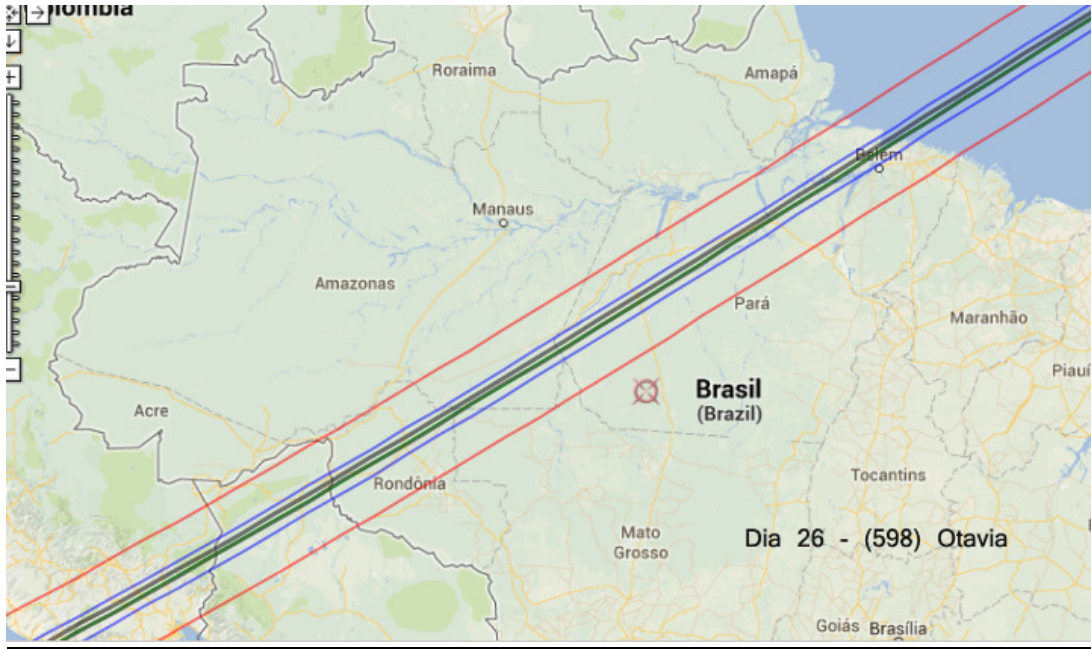 olombia
Roraima
Amapá
Belém
Manaus
Amazonas
Pará
Maranhão
Piauí
Brasil
(Brazil)
Acre
Tocantins
Rondônia
Mato
Grosso
Dia 26 - (598) Otavia
Goiás
Brasília